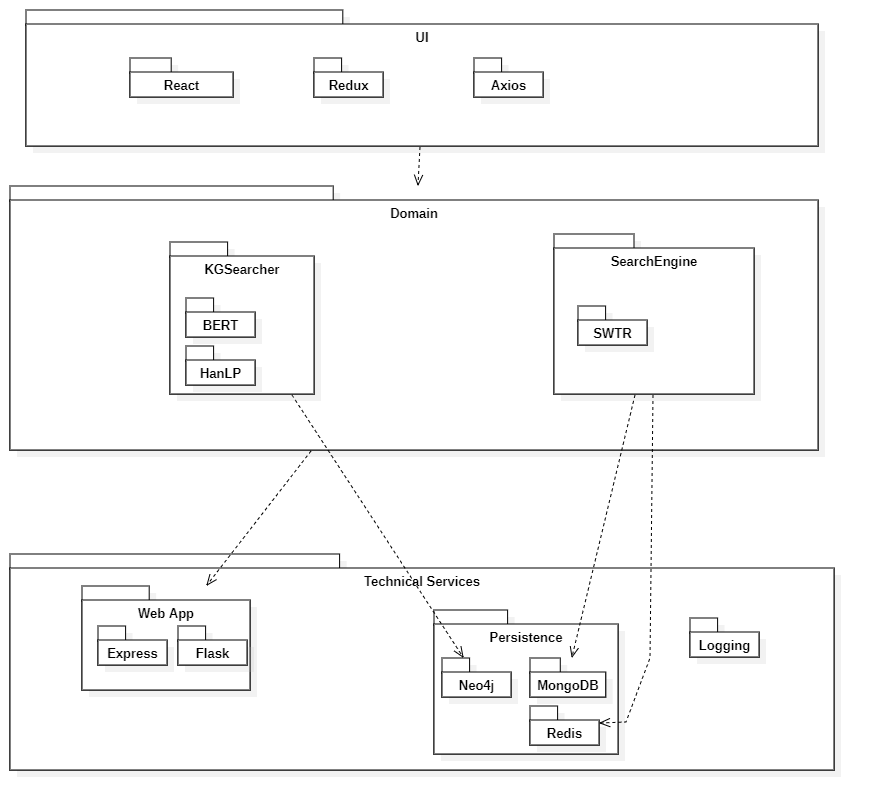 UI
React
Redux
Axios
Domain
KGSearcher
SearchEngine
BERT
SWTR
HanLP
Technical Services
Web App
Persistence
Logging
Express
Flask
Neo4j
MongoDB
Redis